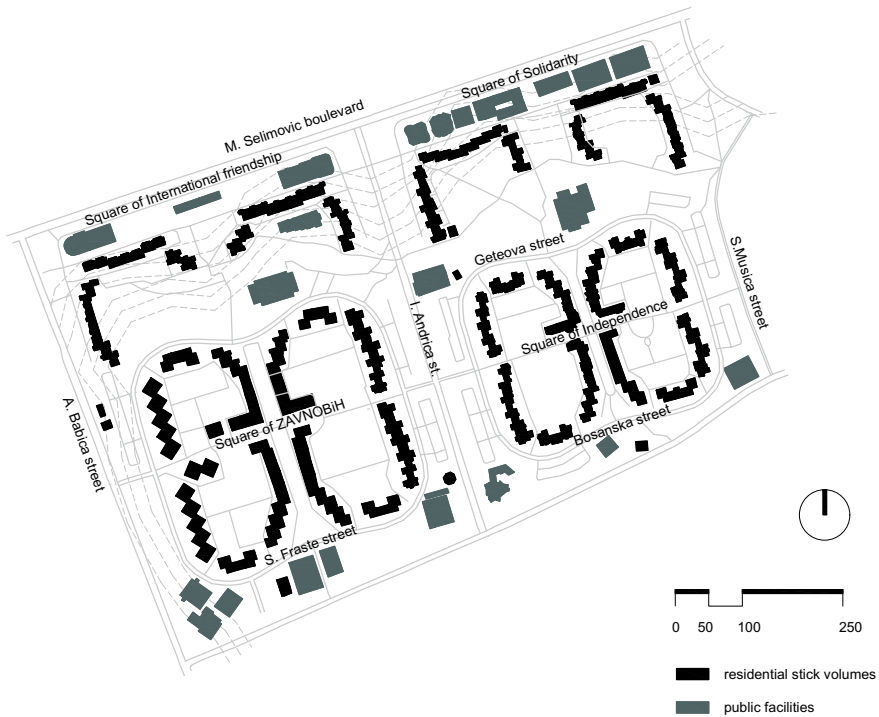 Square of Solidarity
M. Selimovic boulevard
Square of International friendship
Geteova street
S.Musica street
I. Andrica st.
Square of Independence
A. Babica street
Square of ZAVNOBiH
Bosanska street
S. Fraste street
0 50 100 250
residential stick volumes
public facilities